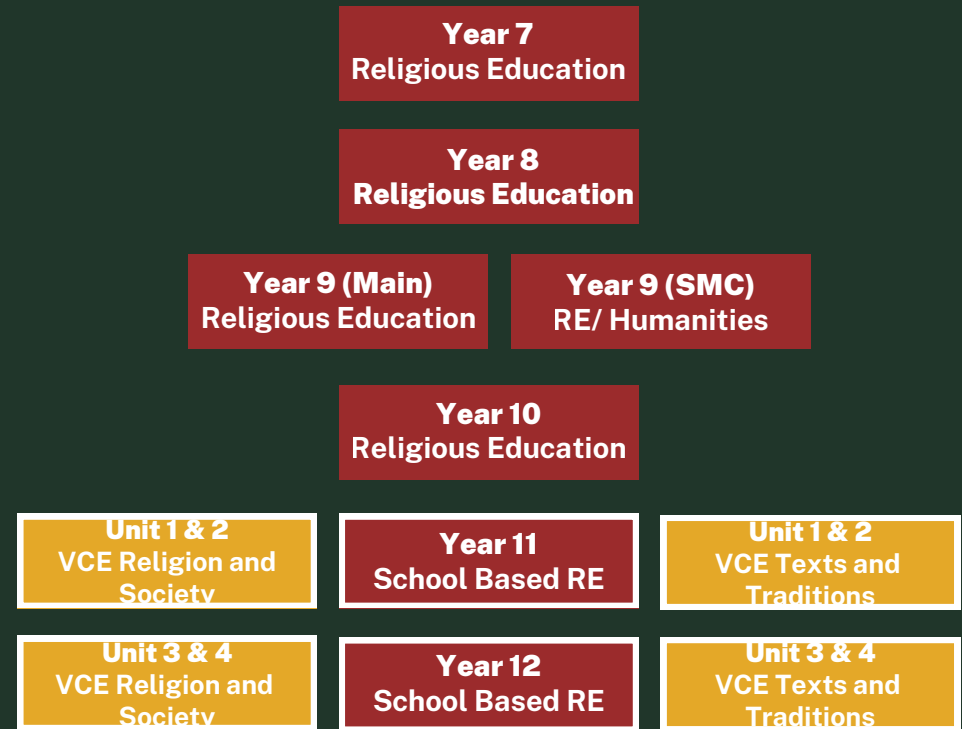 Year 7
Religious Education
Year 8
Religious Education
Year 9 (Main)
Religious Education
Year 9 (SMC)
RE/ Humanities
Year 10
Religious Education
Unit 1 & 2
VCE Religion and
Society
Year 11
School Based RE
Unit 1 & 2
VCE Texts and
Traditions
Unit 3 & 4
VCE Religion and
Society
Year 12
School Based RE
Unit 3 & 4
VCE Texts and
Traditions